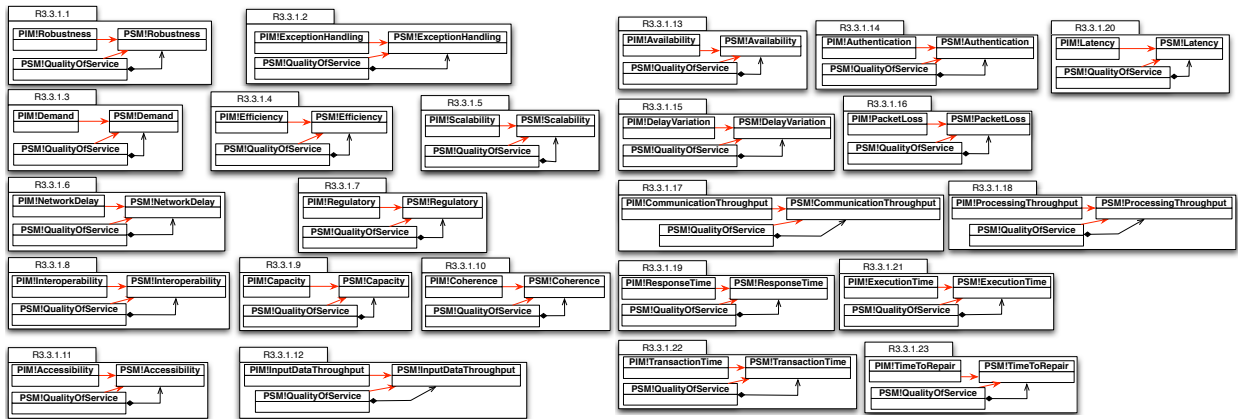 R3.3.1.1
PIM!Robustness PSM!Robustness
PSM!QualityOfService
R3.3.1.2
PIM!ExceptionHandling PSM!ExceptionHandling
PSM!QualityOfService
R3.3.1.3
PIM!Demand PSM!Demand
PSM!QualityOfService
R3.3.1.4
PIM!Efficiency PSM!Efficiency
PSM!QualityOfService
R3.3.1.5
PIM!Scalability PSM!Scalability
PSM!QualityOfService
R3.3.1.6
PIM!NetworkDelay PSM!NetworkDelay
PSM!QualityOfService
R3.3.1.7
PIM!Regulatory PSM!Regulatory
PSM!QualityOfService
R3.3.1.8
PIM!Interoperability PSM!Interoperability
PSM!QualityOfService
R3.3.1.9
PIM!Capacity PSM!Capacity
PSM!QualityOfService
R3.3.1.10
PIM!Coherence PSM!Coherence
PSM!QualityOfService
R3.3.1.11
PIM!Accessibility PSM!Accessibility
PSM!QualityOfService
R3.3.1.12
PIM!InputDataThroughput PSM!InputDataThroughput
PSM!QualityOfService
R3.3.1.13
PIM!Availability PSM!Availability
PSM!QualityOfService
R3.3.1.14
PIM!Authentication PSM!Authentication
PSM!QualityOfService
R3.3.1.20
PIM!Latency PSM!Latency
PSM!QualityOfService
R3.3.1.15
PIM!DelayVariation PSM!DelayVariation
PSM!QualityOfService
R3.3.1.16
PIM!PacketLoss PSM!PacketLoss
PSM!QualityOfService
R3.3.1.17
PIM!CommunicationThroughput PSM!CommunicationThroughput
PSM!QualityOfService
R3.3.1.18
PIM!ProcessingThroughput PSM!ProcessingThroughput
PSM!QualityOfService
R3.3.1.19
PIM!ResponseTime PSM!ResponseTime
PSM!QualityOfService
R3.3.1.21
PIM!ExecutionTime PSM!ExecutionTime
PSM!QualityOfService
R3.3.1.22
PIM!TransactionTime PSM!TransactionTime
PSM!QualityOfService
R3.3.1.23
PIM!TimeToRepair PSM!TimeToRepair
PSM!QualityOfService